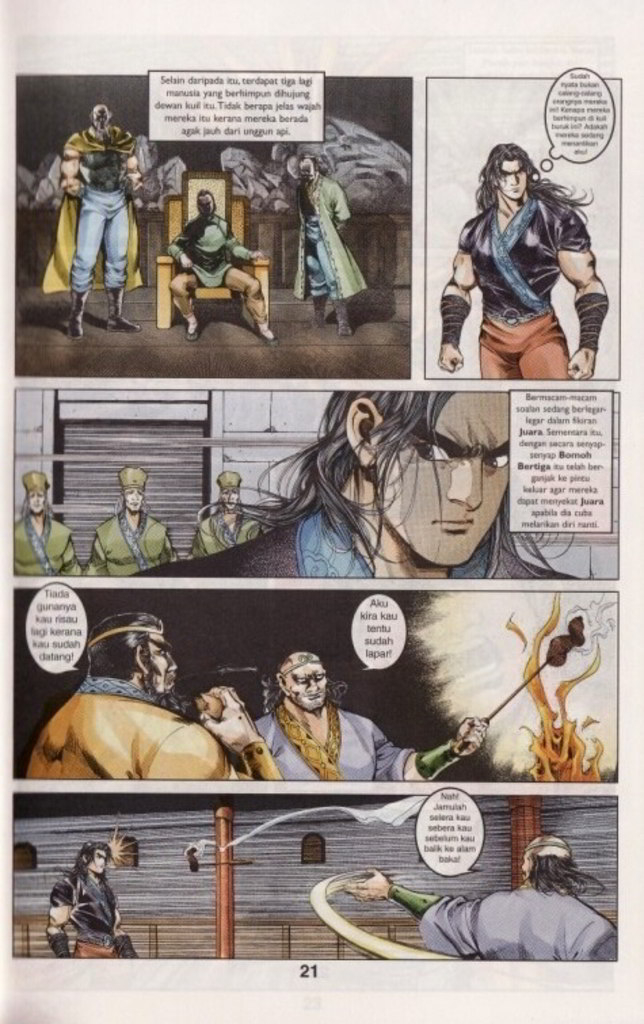 Selain daripada itu, terdapat tiga lagi
manusia yang berhimpun dihujung
dewan kuil itu. Tidak berapa jelas wajah
mereka itu kerana mereka berada
agak jauh dari unggun api.
Sudah
nyata bukan
calang-calang
orangnya mereka
ini! Kenapa mereka
berhimpun di kuil
buruk ini? Adakah
mereka sedang
menantikan
aku!
Bermacam-macam
soalan sedang berlegar-
legar dalam fikiran
Juara. Sementara itu,
dengan secara senyap-
senyap Bomoh
Bertiga itu telah ber-
ganjak ke pintu
keluar agar mereka
dapat menyekat Juara
apabila dia cuba
melarikan diri nanti.
Tiada
gunanya
kau risau
lagi kerana
kau sudah
datang!
Aku
kira kau
tentu
sudah
lapar!
Nah!
Jamulah
selera kau
sebera kau
sebelum kau
balik ke alam
baka!
21